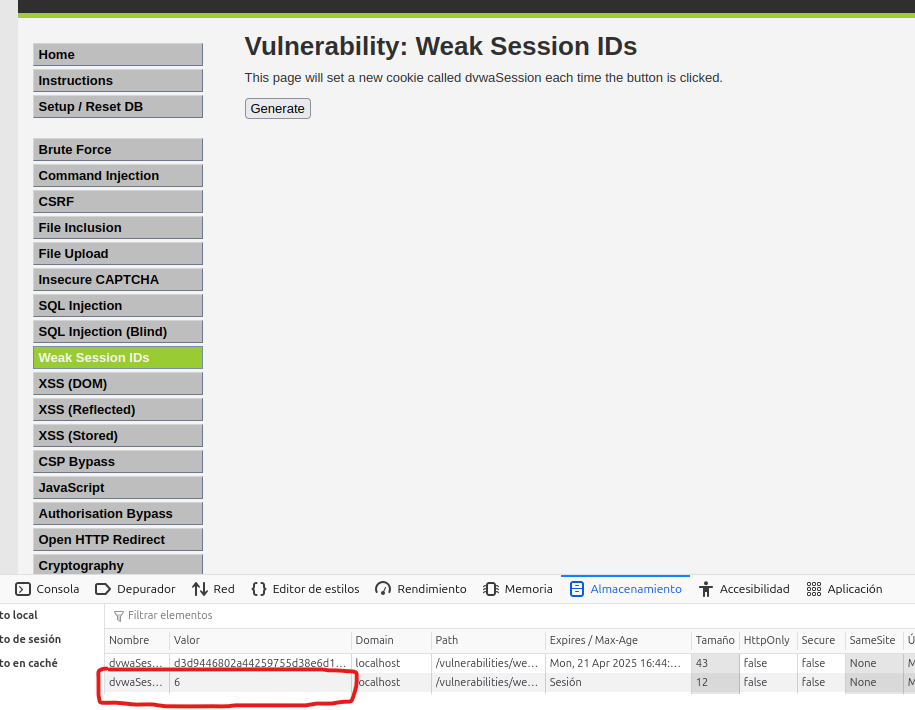 Vulnerability: Weak Session IDs
This page will set a new cookie called dvwaSession each time the button is clicked.
Generate
Home
Instructions
Setup / Reset DB
Brute Force
Command Injection
CSRF
File Inclusion
File Upload
Insecure CAPTCHA
SQL Injection
SQL Injection (Blind)
Weak Session IDs
XSS (DOM)
XSS (Reflected)
XSS (Stored)
CSP Bypass
JavaScript
Authorisation Bypass
Open HTTP Redirect
Cryptography
Consola Depurador Red Editor de estilos Rendimiento Memoria Almacenamiento Accesibilidad Aplicación
to local
to de sesión
to en caché
Filtrar elementos
Nombre Valor Domain Path Expires / Max-Age Tamaño HttpOnly Secure SameSite Ú
dvwaSes... d3d9446802a44259755d38e6d1... localhost /vulnerabilities/we... Mon, 21 Apr 2025 16:44:... 43 false false None M
dvwaSes... 6 localhost /vulnerabilities/we... Sesión 12 false false None M